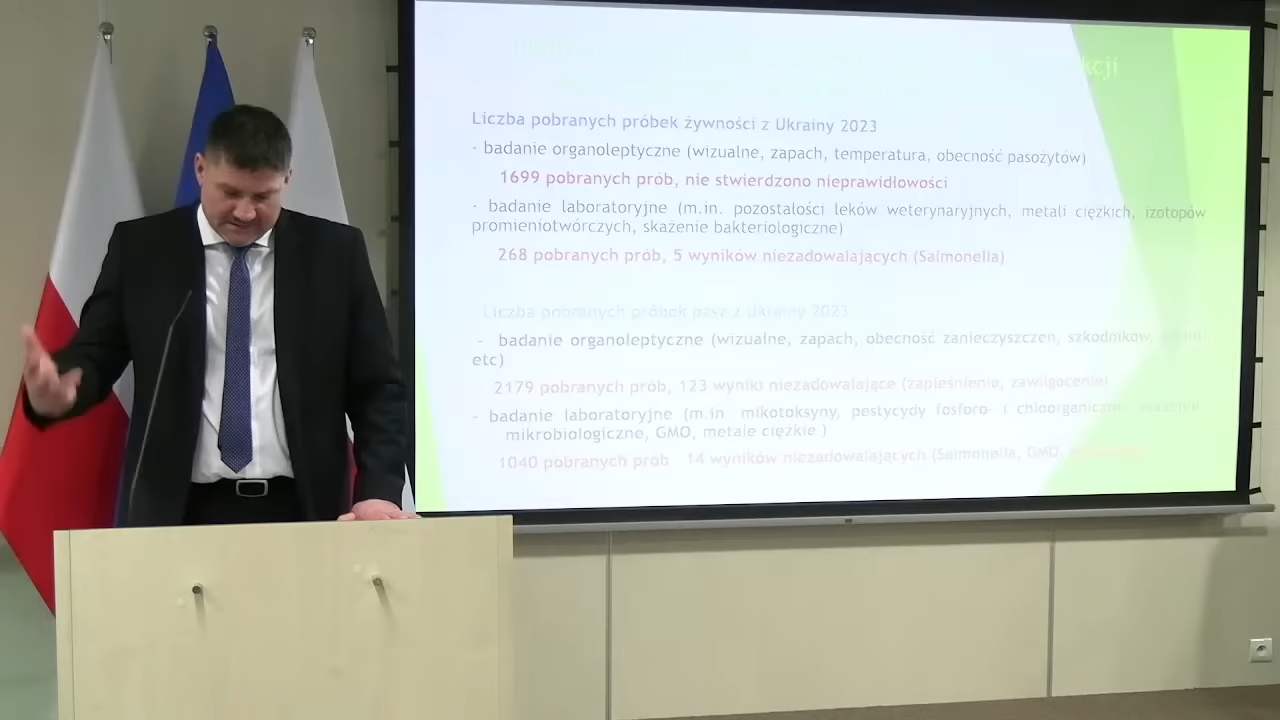 kcji
Liczba pobranych próbek żywności z Ukrainy 2023
- badanie organoleptyczne (wizualne, zapach, temperatura, obecność pasożytów)
1699 pobranych prób, nie stwierdzono nieprawidłowości
- badanie laboratoryjne (m.in. pozostałości leków weterynaryjnych, metali ciężkich, izotopów
promieniotwórczych, skażenie bakteriologiczne)
268 pobranych prób, 5 wyników niezadowalających (Salmonella)
Liczba pobranych próbek pasz z Ukrainy 2023
- badanie organoleptyczne (wizualne, zapach, obecność zanieczyszczeń, szkodników,
etc)
2179 pobranych prób, 123 wyniki niezadowalające (zapleśnienie, zawilgocenie)
- badanie laboratoryjne (m.in mikotoksyny, pestycydy fosforo- i chloorganiczne,
mikrobiologiczne, GMO, metale ciężkie )
1040 pobranych prób 14 wyników niezadowalających (Salmonella, GMO,